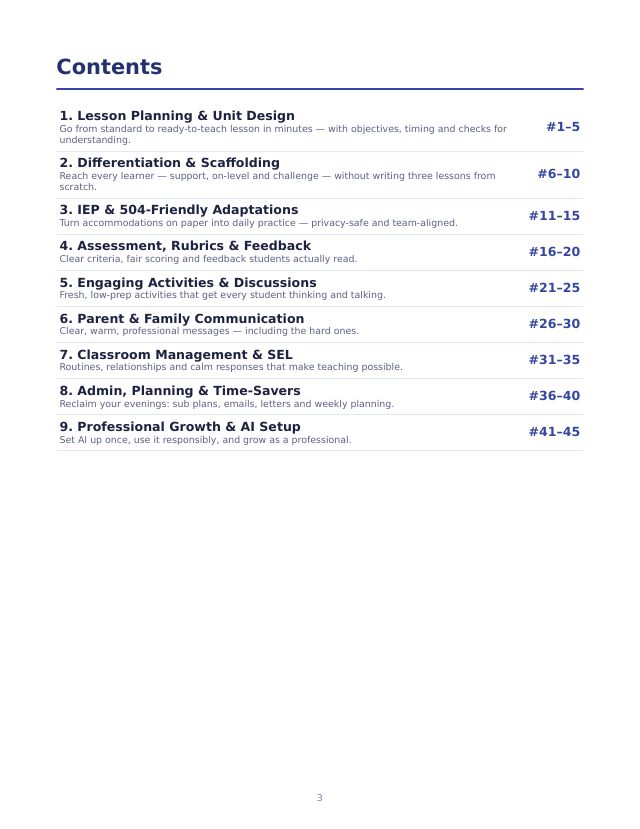 Contents
1. Lesson Planning & Unit Design
Go from standard to ready-to-teach lesson in minutes — with objectives, timing and checks for
understanding.
#1–5
2. Differentiation & Scaffolding
Reach every learner — support, on-level and challenge — without writing three lessons from
scratch.
#6–10
3. IEP & 504-Friendly Adaptations
Turn accommodations on paper into daily practice — privacy-safe and team-aligned.
#11–15
4. Assessment, Rubrics & Feedback
Clear criteria, fair scoring and feedback students actually read.
#16–20
5. Engaging Activities & Discussions
Fresh, low-prep activities that get every student thinking and talking.
#21–25
6. Parent & Family Communication
Clear, warm, professional messages — including the hard ones.
#26–30
7. Classroom Management & SEL
Routines, relationships and calm responses that make teaching possible.
#31–35
8. Admin, Planning & Time-Savers
Reclaim your evenings: sub plans, emails, letters and weekly planning.
#36–40
9. Professional Growth & AI Setup
Set AI up once, use it responsibly, and grow as a professional.
#41–45
3